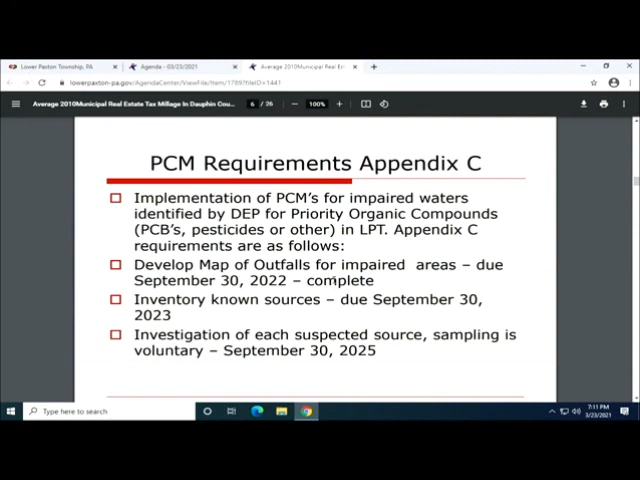 Lower Paxton Township, PA
Agenda - 03/23/2021
Average 2010Municipal Real Est
lowerpaxton-pa.gov/AgendaCenter/ViewFile/Item/1789?fileID=1441
Average 2010Municipal Real Estate Tax Millage In Dauphin Cou...
6 / 26
100%
PCM Requirements Appendix C
Implementation of PCM's for impaired waters
identified by DEP for Priority Organic Compounds
(PCB's, pesticides or other) in LPT. Appendix C
requirements are as follows:
Develop Map of Outfalls for impaired areas – due
September 30, 2022 – complete
Inventory known sources – due September 30,
2023
Investigation of each suspected source, sampling is
voluntary – September 30, 2025
Type here to search
7:11 PM
3/23/2021